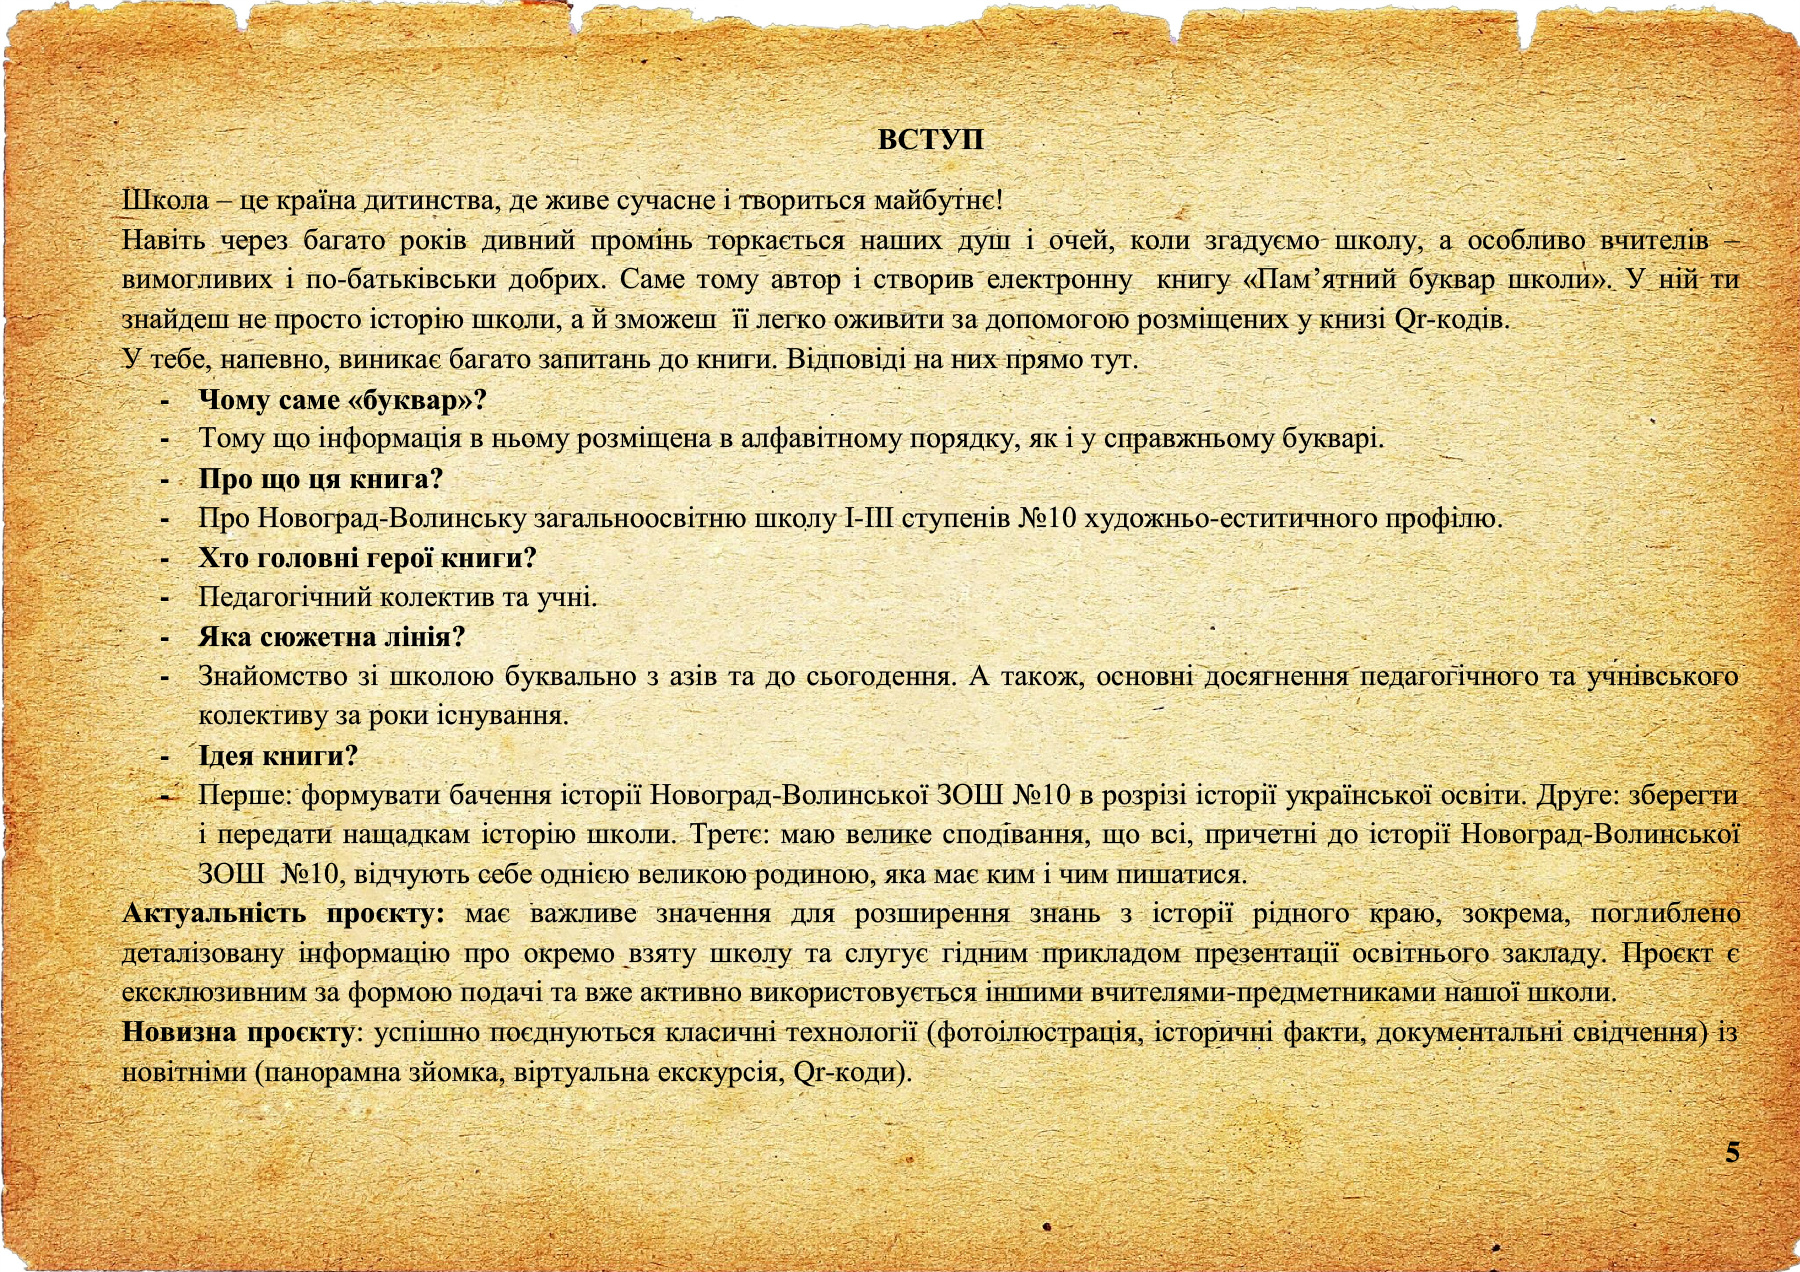 ВСТУП
Школа – це країна дитинства, де живе сучасне і твориться майбутнє!
Навіть через багато років дивний промінь торкається наших душ і очей, коли згадуємо школу, а особливо вчителів –
вимогливих і по-батьківськи добрих. Саме тому автор і створив електронну книгу «Пам’ятний буквар школи». У ній ти
знайдеш не просто історію школи, а й зможеш її легко оживити за допомогою розміщених у книзі Qr-кодів.
У тебе, напевно, виникає багато запитань до книги. Відповіді на них прямо тут.
- Чому саме «буквар»?
- Тому що інформація в ньому розміщена в алфавітному порядку, як і у справжньому букварі.
- Про що ця книга?
- Про Новоград-Волинську загальноосвітню школу І-ІІІ ступенів №10 художньо-еститичного профілю.
- Хто головні герої книги?
- Педагогічний колектив та учні.
- Яка сюжетна лінія?
- Знайомство зі школою буквально з азів та до сьогодення. А також, основні досягнення педагогічного та учнівського
колективу за роки існування.
- Ідея книги?
- Перше: формувати бачення історії Новоград-Волинської ЗОШ №10 в розрізі історії української освіти. Друге: зберегти
і передати нащадкам історію школи. Третє: маю велике сподівання, що всі, причетні до історії Новоград-Волинської
ЗОШ №10, відчують себе однією великою родиною, яка має ким і чим пишатися.
Актуальність проєкту: має важливе значення для розширення знань з історії рідного краю, зокрема, поглиблено
деталізовану інформацію про окремо взяту школу та слугує гідним прикладом презентації освітнього закладу. Проєкт є
ексклюзивним за формою подачі та вже активно використовується іншими вчителями-предметниками нашої школи.
Новизна проєкту: успішно поєднуються класичні технології (фотоілюстрація, історичні факти, документальні свідчення) із
новітніми (панорамна зйомка, віртуальна екскурсія, Qr-коди).
5